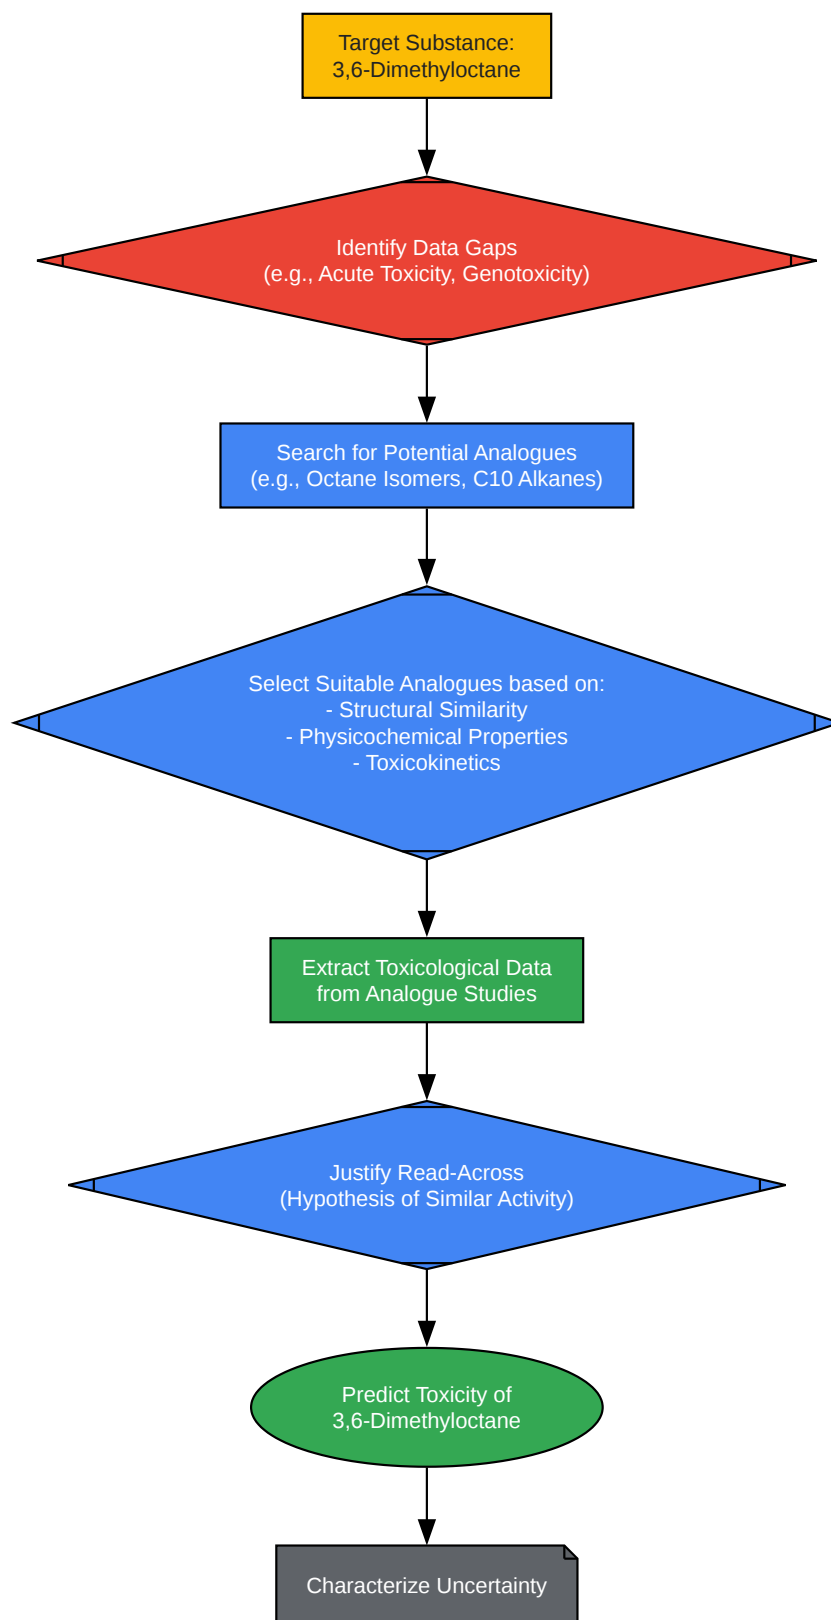 Target Substance:
3,6-Dimethyloctane
Identify Data Gaps
(e.g., Acute Toxicity, Genotoxicity)
Search for Potential Analogues
(e.g., Octane Isomers, C10 Alkanes)
Select Suitable Analogues based on:
- Structural Similarity
- Physicochemical Properties
- Toxicokinetics
Extract Toxicological Data
from Analogue Studies
Justify Read-Across
(Hypothesis of Similar Activity)
Predict Toxicity of
3,6-Dimethyloctane
Characterize Uncertainty